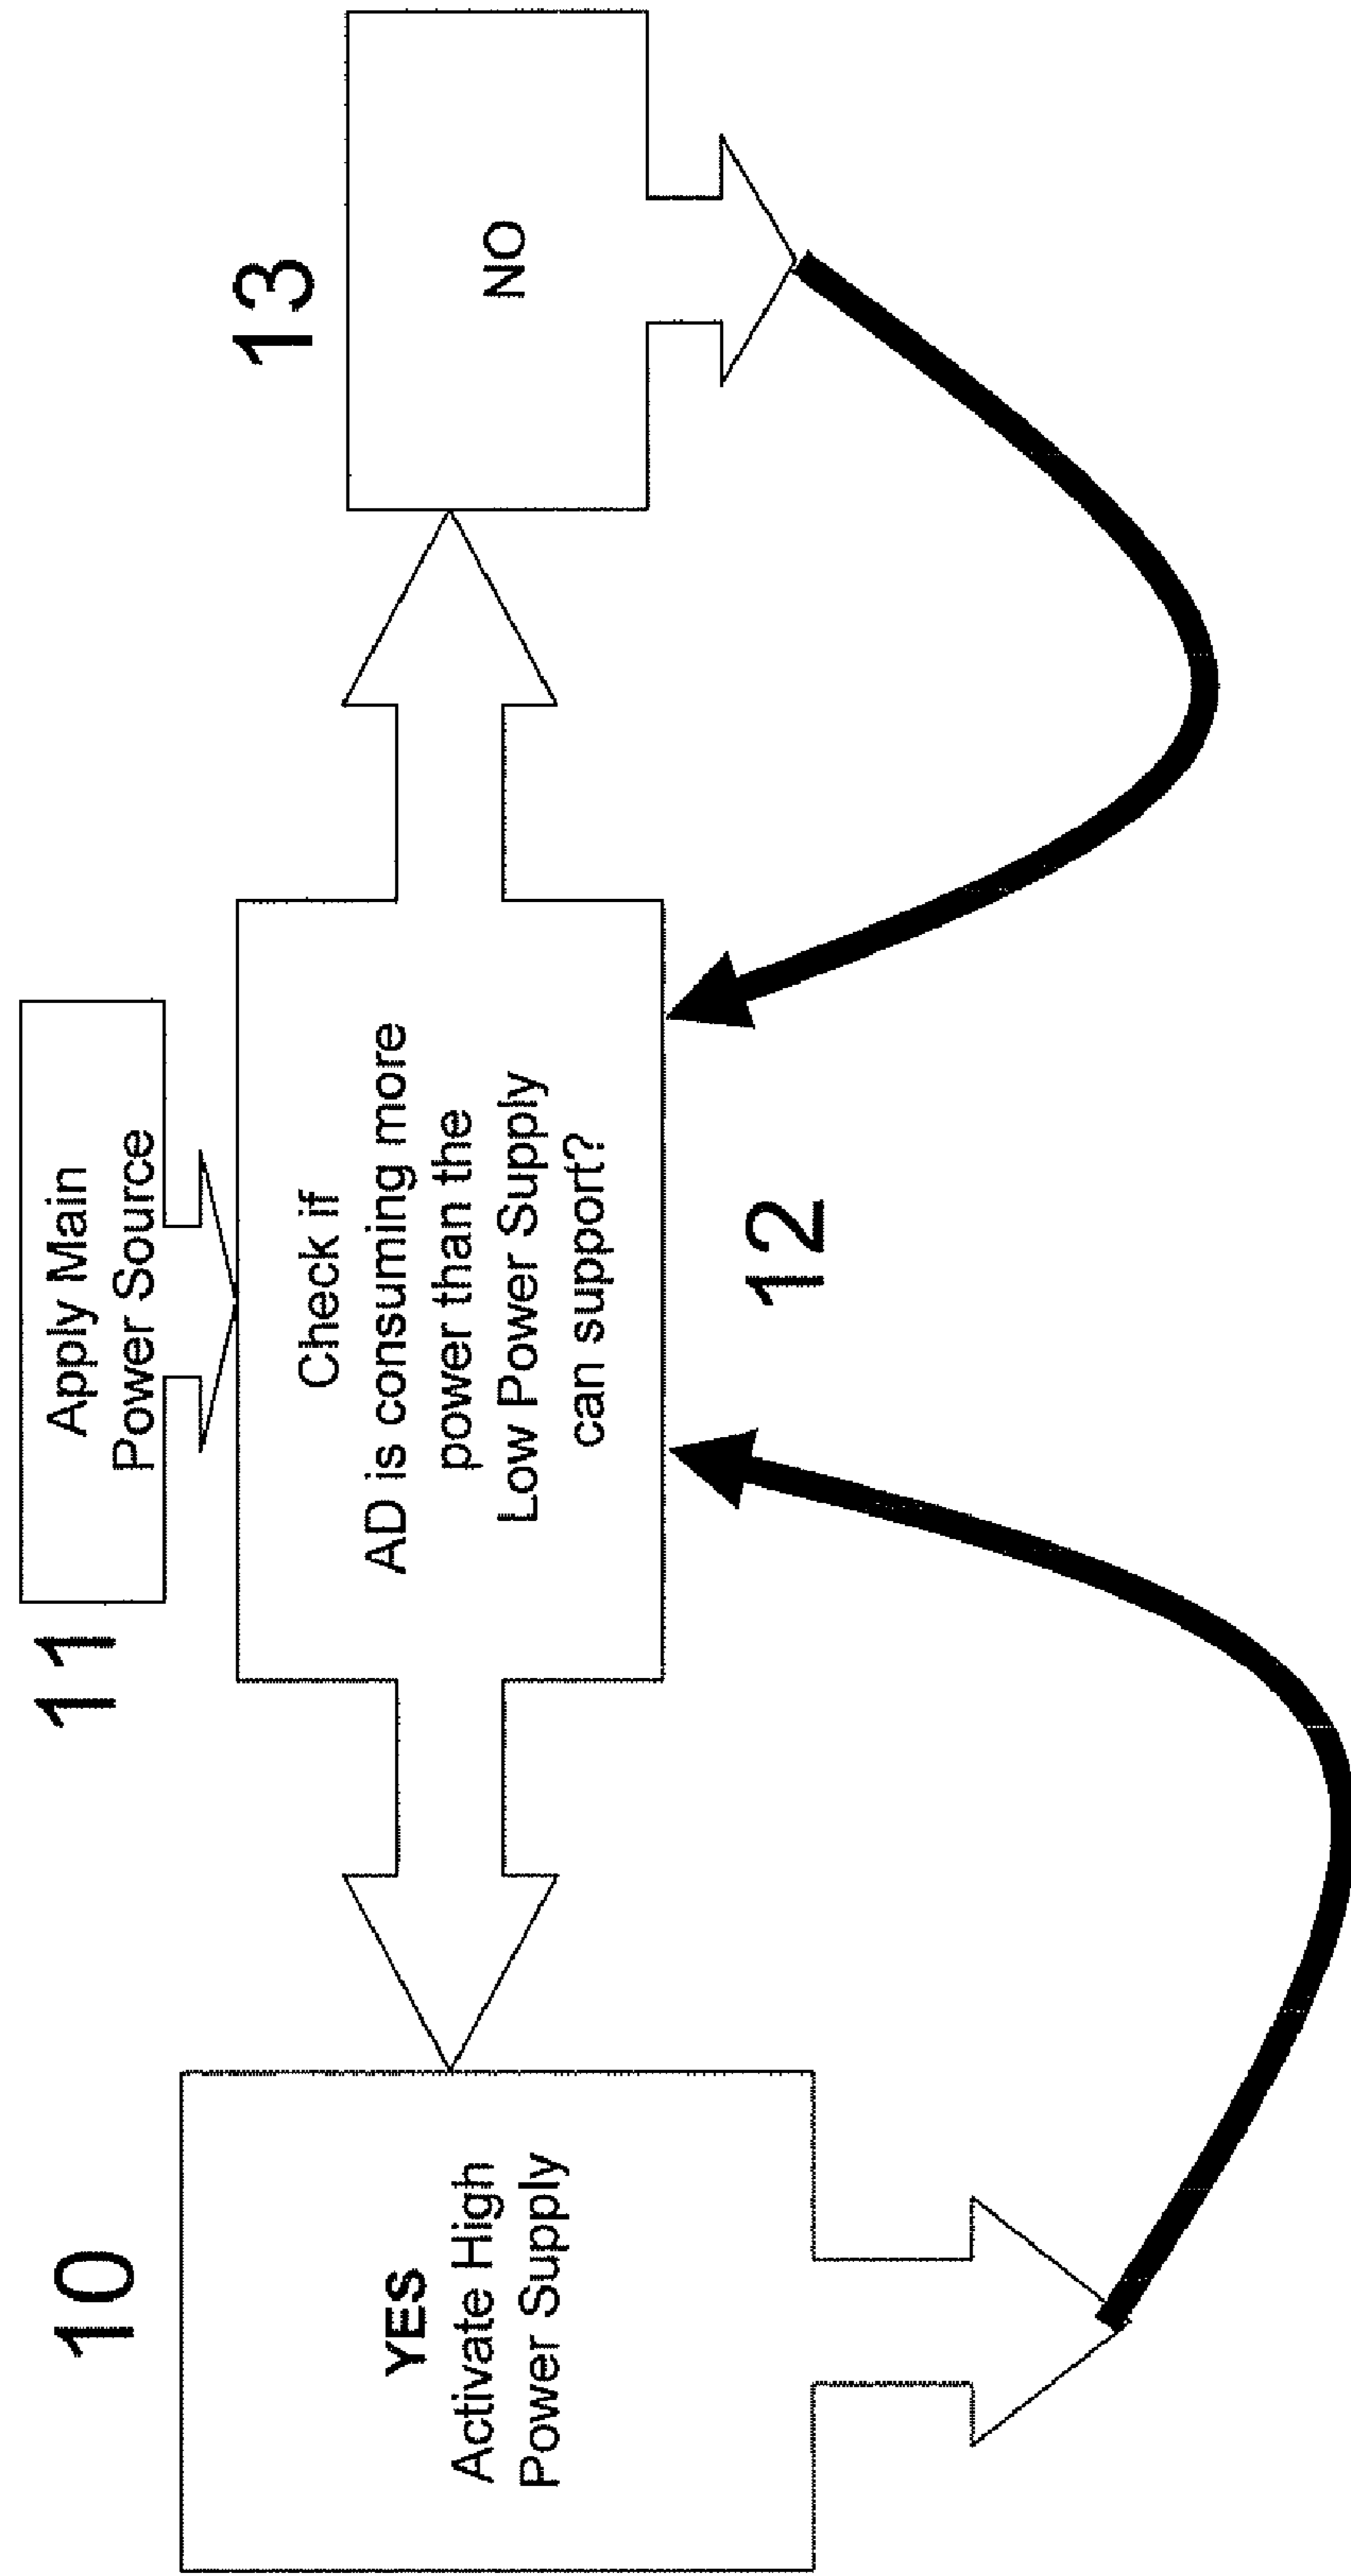 11
Apply Main
Power Source
10
YES
Activate High
Power Supply
Check if
AD is consuming more
power than the
Low Power Supply
can support?
12
13
NO